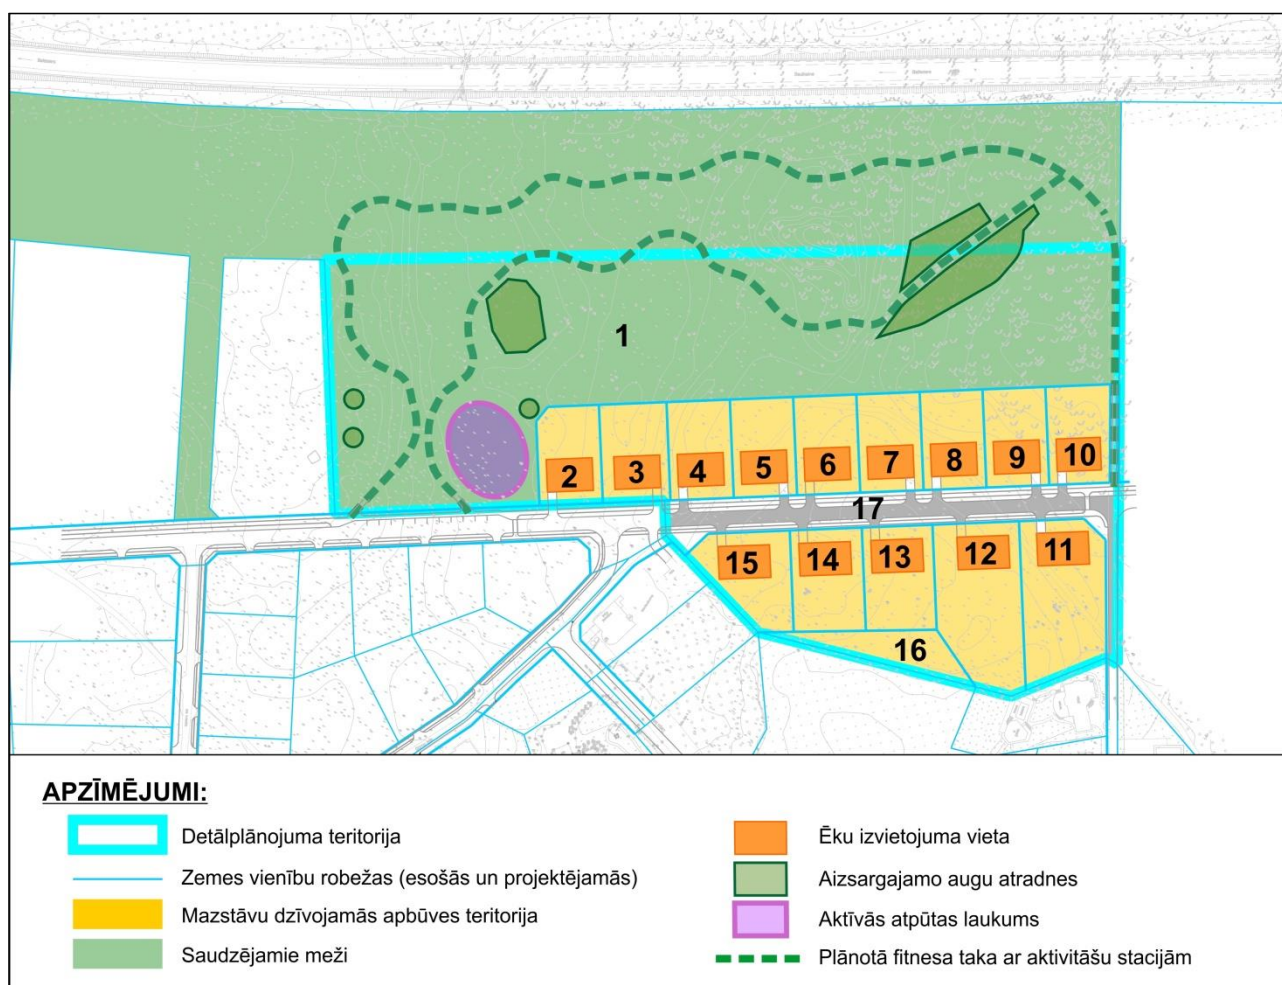 1
2 3 4 5 6 7 8 9 10
17
15 14 13 12 11
16
APZĪMĒJUMI:
Detālplānojuma teritorija
Zemes vienību robežas (esošās un projektējamās)
Mazstāvu dzīvojamās apbūves teritorija
Saudzējamie meži
Ēku izvietojuma vieta
Aizsargajamo augu atradnes
Aktīvās atpūtas laukums
Plānotā fitnesa taka ar aktivitāšu stacijām